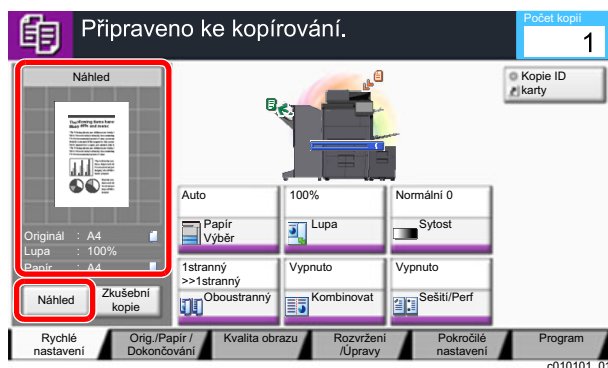 Připraveno ke kopírování.
Počet kopií
1
Náhled
Originál : A4
Lupa : 100%
Papír : A4
Náhled
Zkušební
kopie
Kopie ID
karty
Auto
Papír
Výběr
100%
Lupa
Normální 0
Sytost
1stranný
>>1stranný
Oboustranný
Vypnuto
Kombinovat
Vypnuto
Sešití/Perf
Rychlé
nastavení
Orig./Papír /
Dokončování
Kvalita obrazu
Rozvržení
/Úpravy
Pokročilé
nastavení
Program
c010101_01